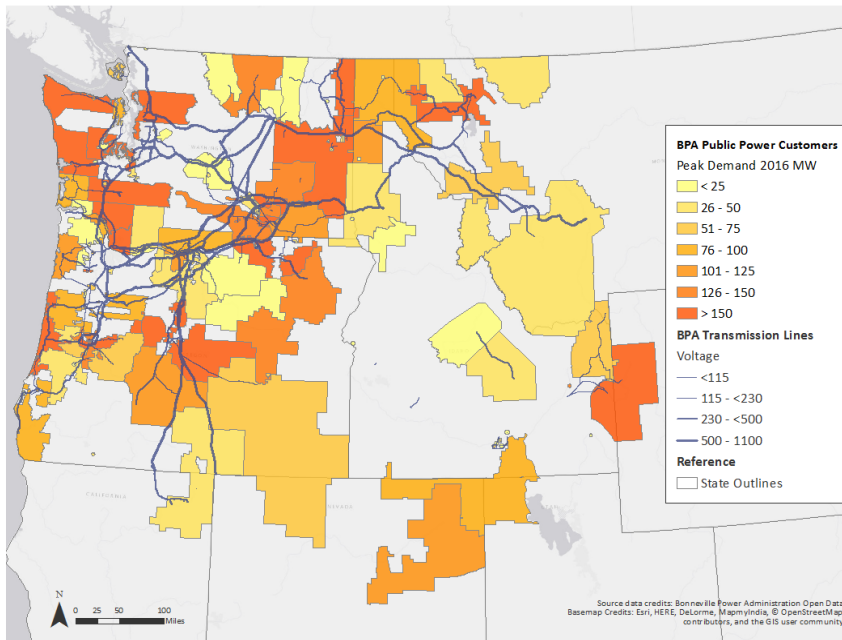 WASHINGTON
BPA Public Power Customers
Peak Demand 2016 MW
< 25
26 - 50
51 - 75
76 - 100
101 - 125
126 - 150
> 150
BPA Transmission Lines
Voltage
<115
115 - <230
230 - <500
500 - 1100
Reference
State Outlines
CALIFORNIA
N
0 25 50 100
Miles
Source data credits: Bonneville Power Administration Open Data
Basemap Credits: Esri, HERE, DeLorme, MapmyIndia, © OpenStreetMap
contributors, and the GIS user community